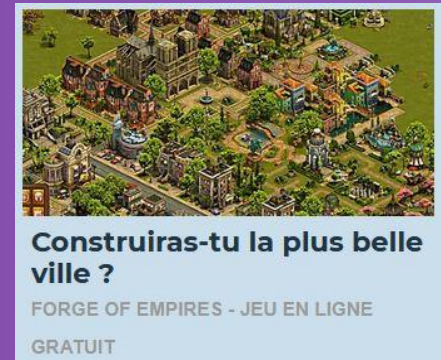 Construiras-tu la plus belle
ville ?
FORGE OF EMPIRES - JEU EN LIGNE
GRATUIT